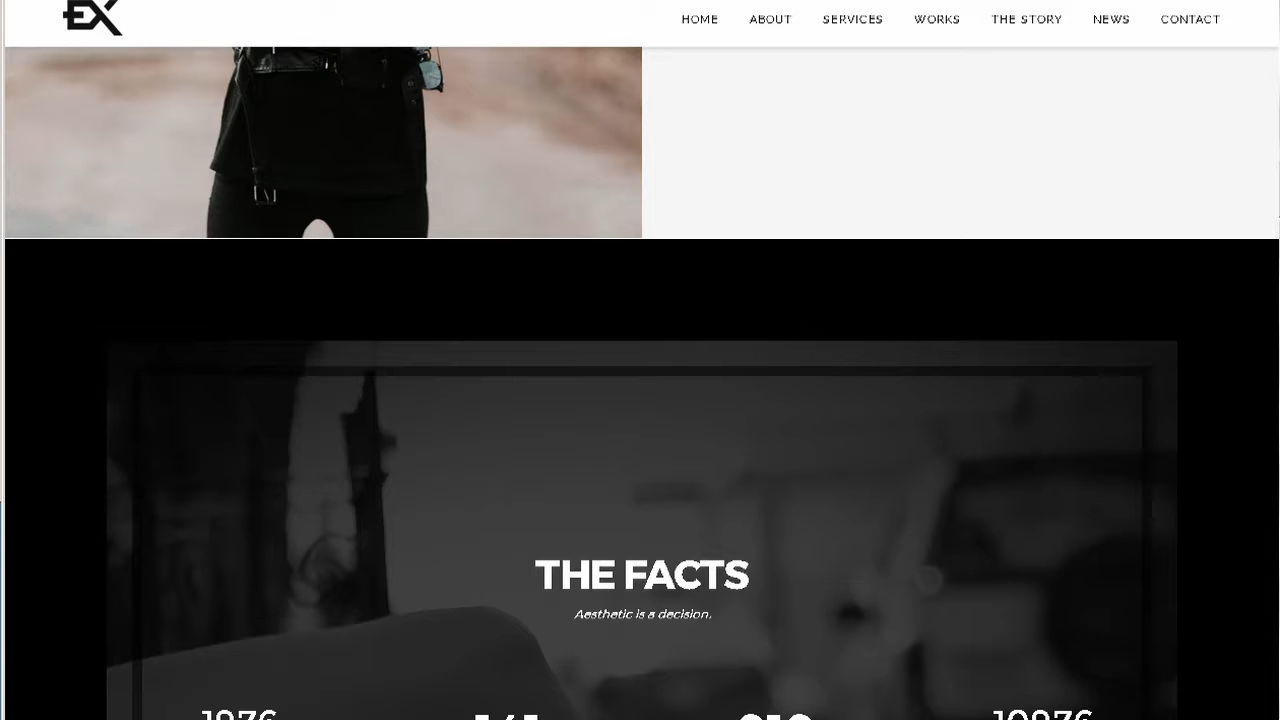 EX
HOME ABOUT SERVICES WORKS THE STORY NEWS CONTACT
THE FACTS
Aesthetic is a decision.